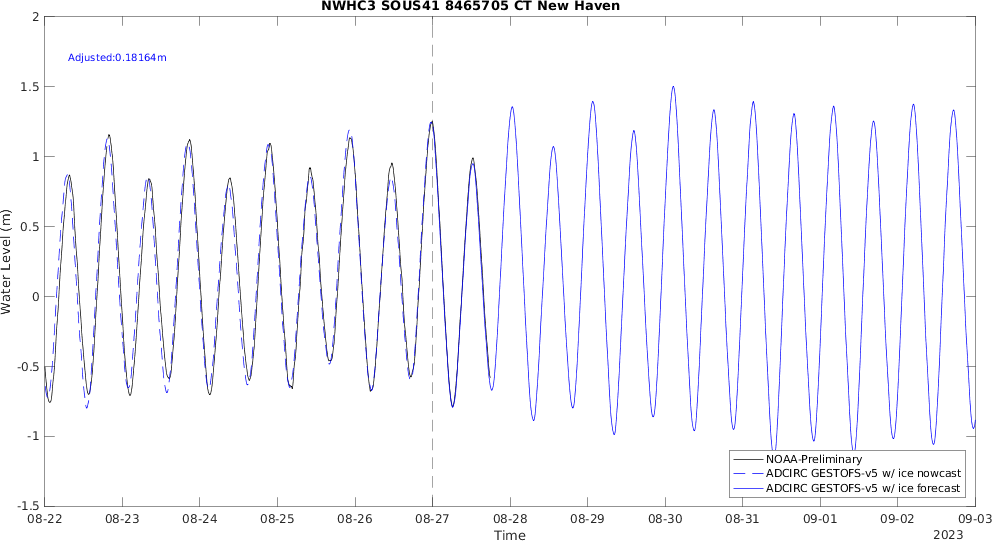 NWHC3 SOUS41 8465705 CT New Haven
Adjusted:0.18164m
Water Level (m)
2
1.5
1
0.5
0
-0.5
-1
-1.5
NOAA-Preliminary
ADCIRC GESTOFS-v5 w/ ice nowcast
ADCIRC GESTOFS-v5 w/ ice forecast
08-22 08-23 08-24 08-25 08-26 08-27 08-28 08-29 08-30 08-31 09-01 09-02 09-03
Time
2023